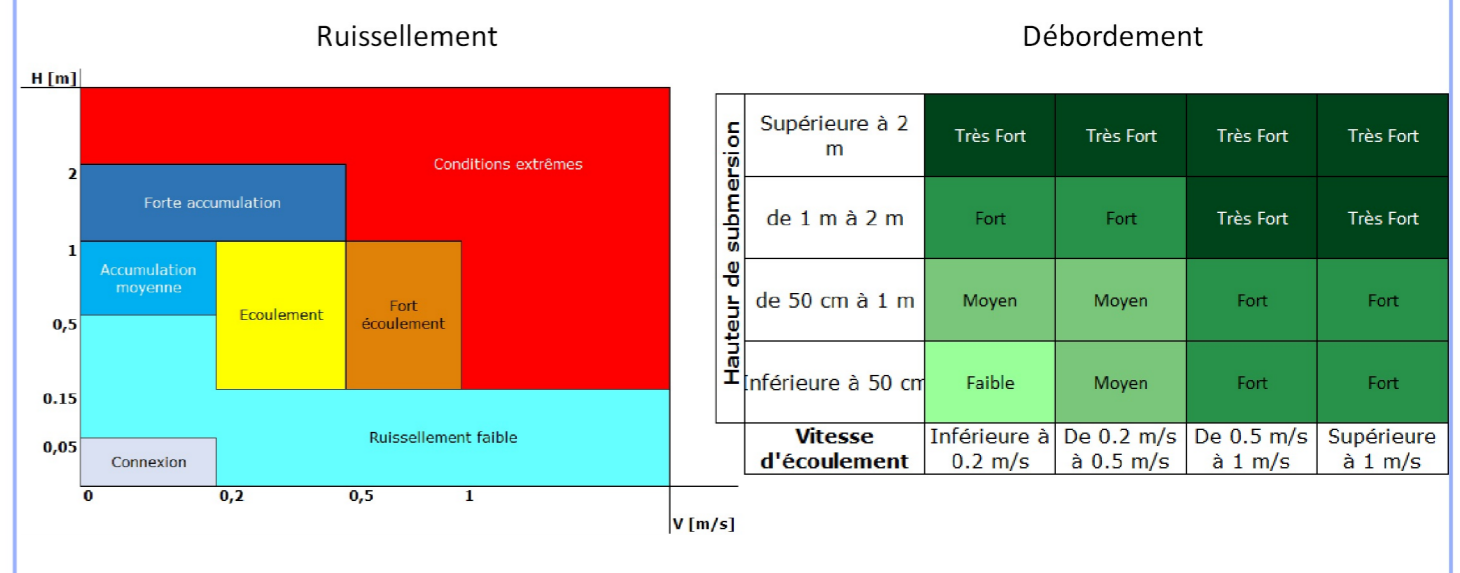 Ruissellement
H [m]
2
1
0,5
0.15
0,05
Conditions extrêmes
Forte accumulation
Accumulation
moyenne
Ecoulement
Fort
écoulement
Ruissellement faible
Connexion
0
0,2
0,5
1
V [m/s]
Débordement
Hauteur de submersion
Supérieure à 2
m
Très Fort
Très Fort
Très Fort
Très Fort
de 1 m à 2 m
Fort
Fort
Très Fort
Très Fort
de 50 cm à 1 m
Moyen
Moyen
Fort
Fort
Inférieure à 50 cm
Faible
Moyen
Fort
Fort
Vitesse
d'écoulement
Inférieure à
0.2 m/s
De 0.2 m/s
à 0.5 m/s
De 0.5 m/s
à 1 m/s
Supérieure
à 1 m/s